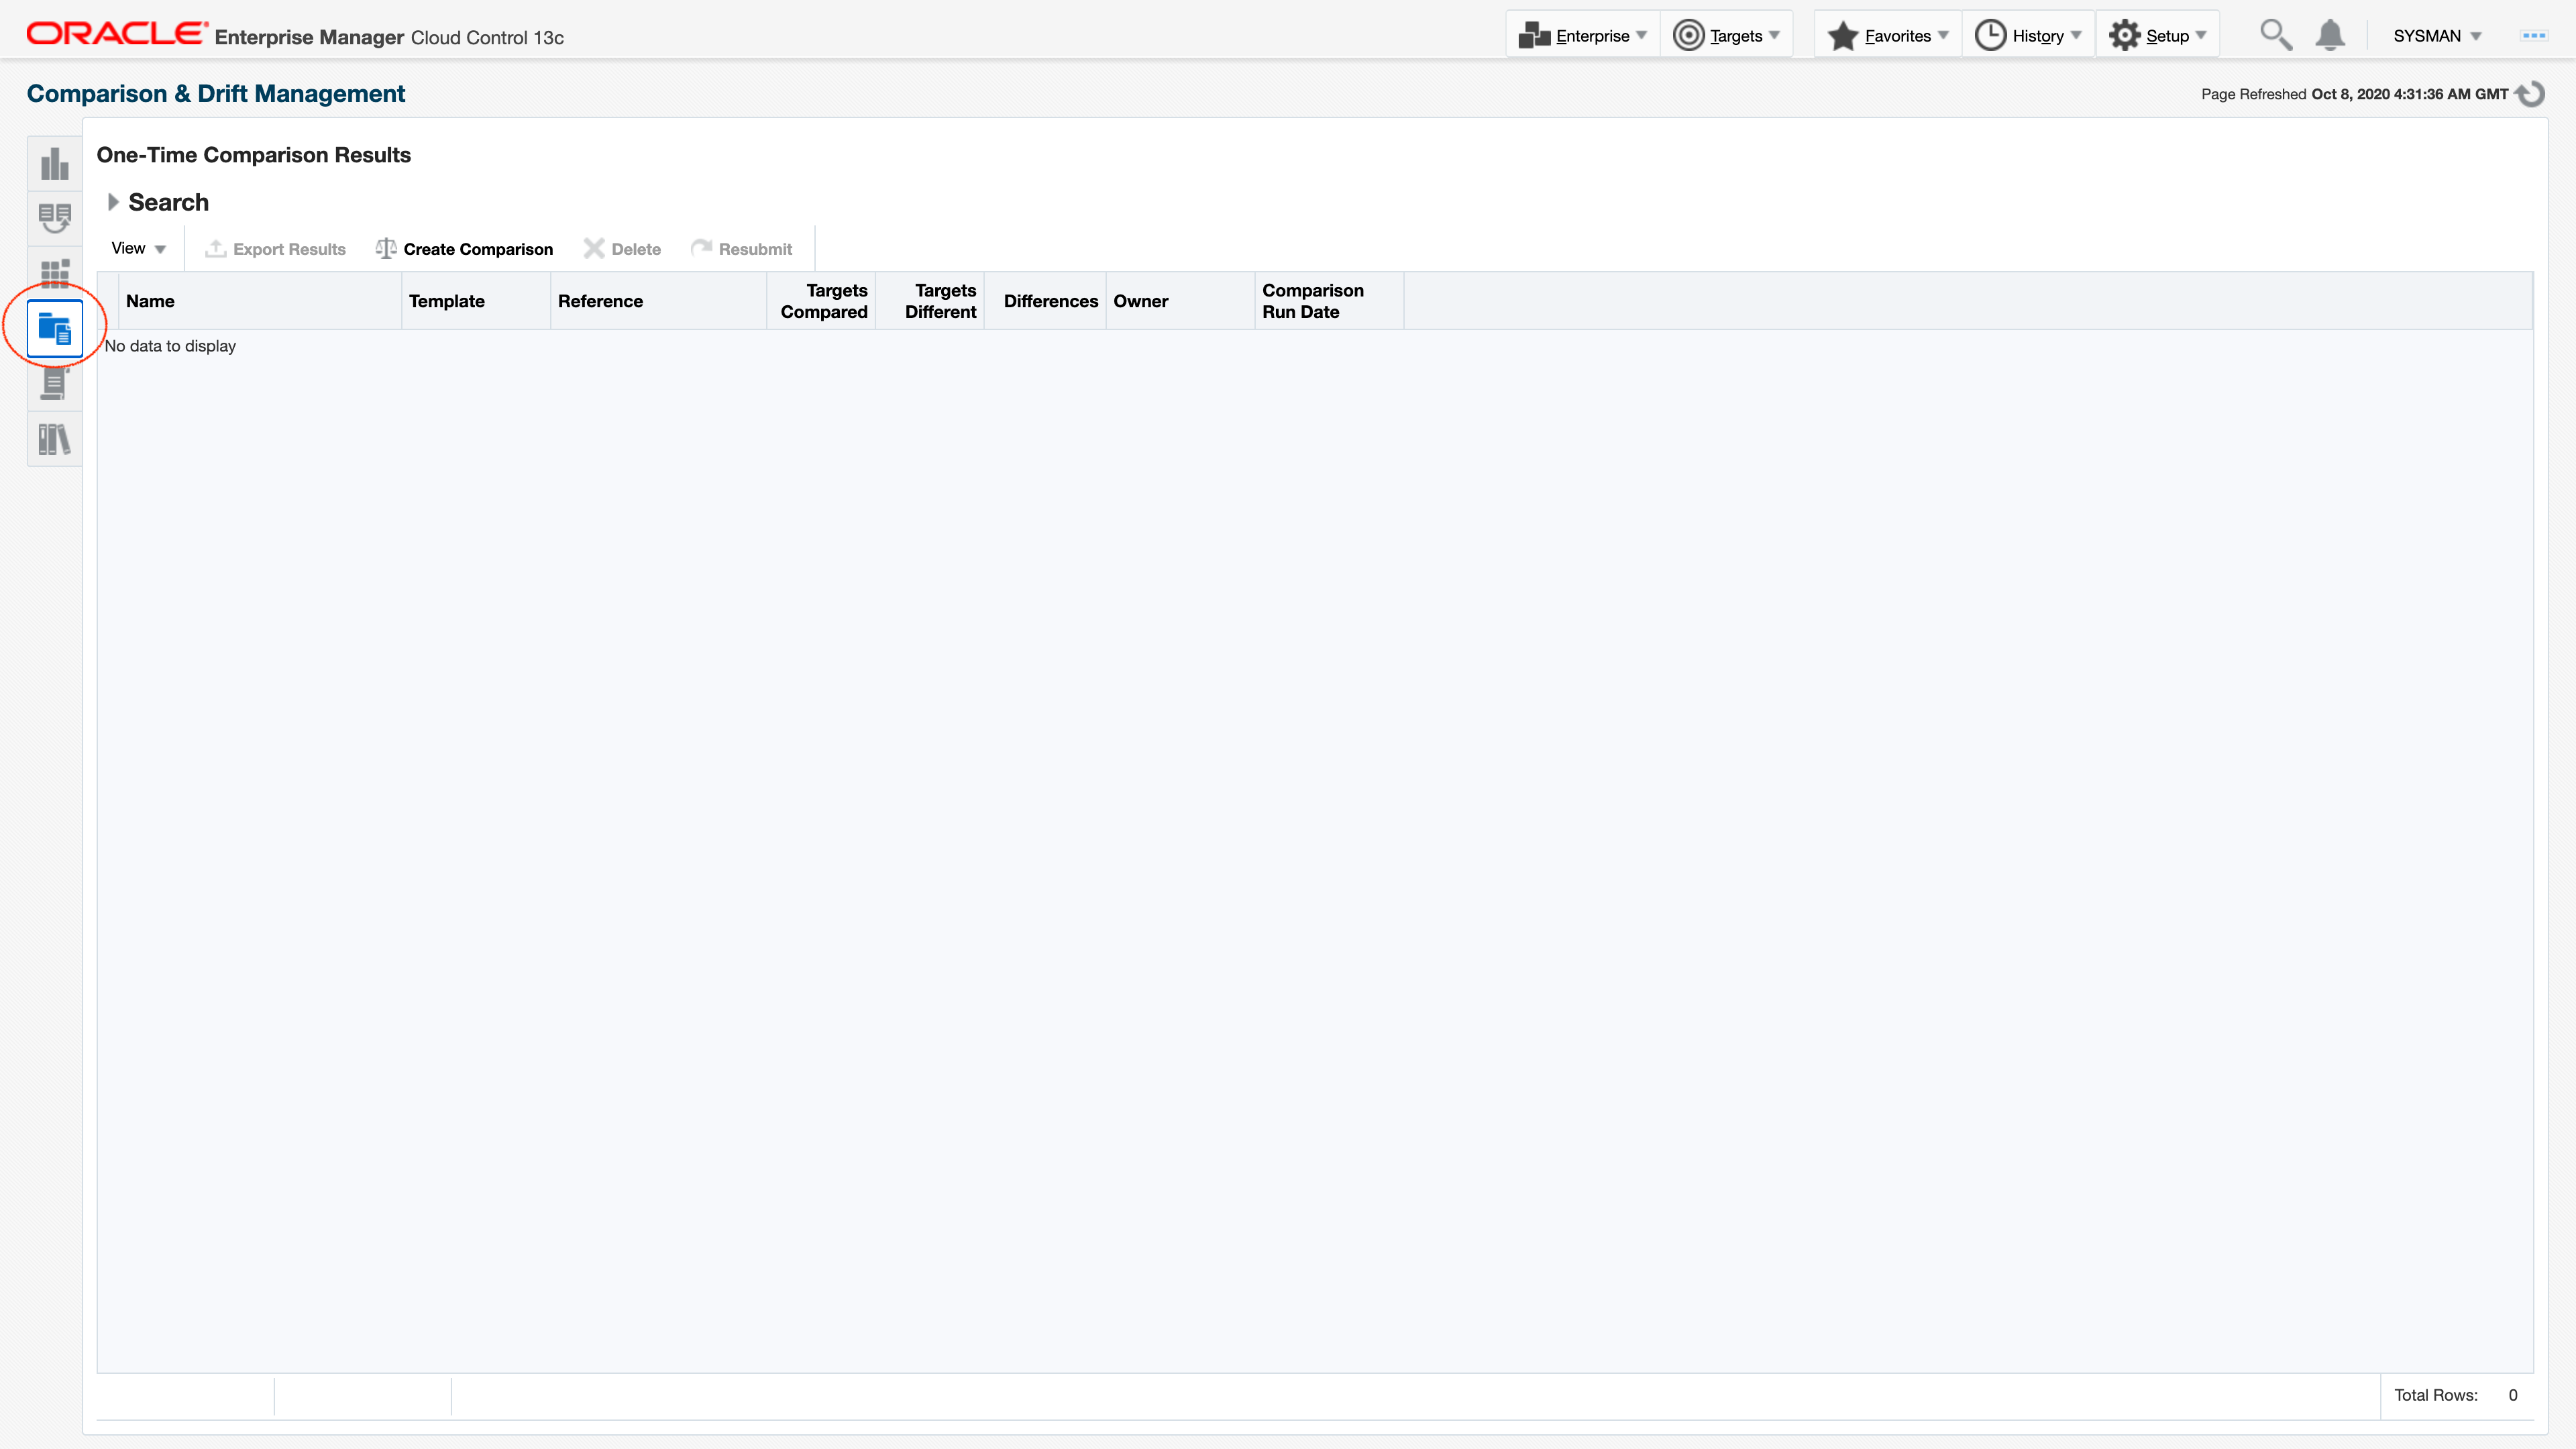 ORACLE Enterprise Manager Cloud Control 13c
Enterprise
Targets
Favorites
History
Setup
SYSMAN
Comparison & Drift Management
Page Refreshed Oct 8, 2020 4:31:36 AM GMT
One-Time Comparison Results
Search
View
Export Results
Create Comparison
Delete
Resubmit
Name
Template
Reference
Targets
Compared
Targets
Different
Differences
Owner
Comparison
Run Date
No data to display
Total Rows: 0